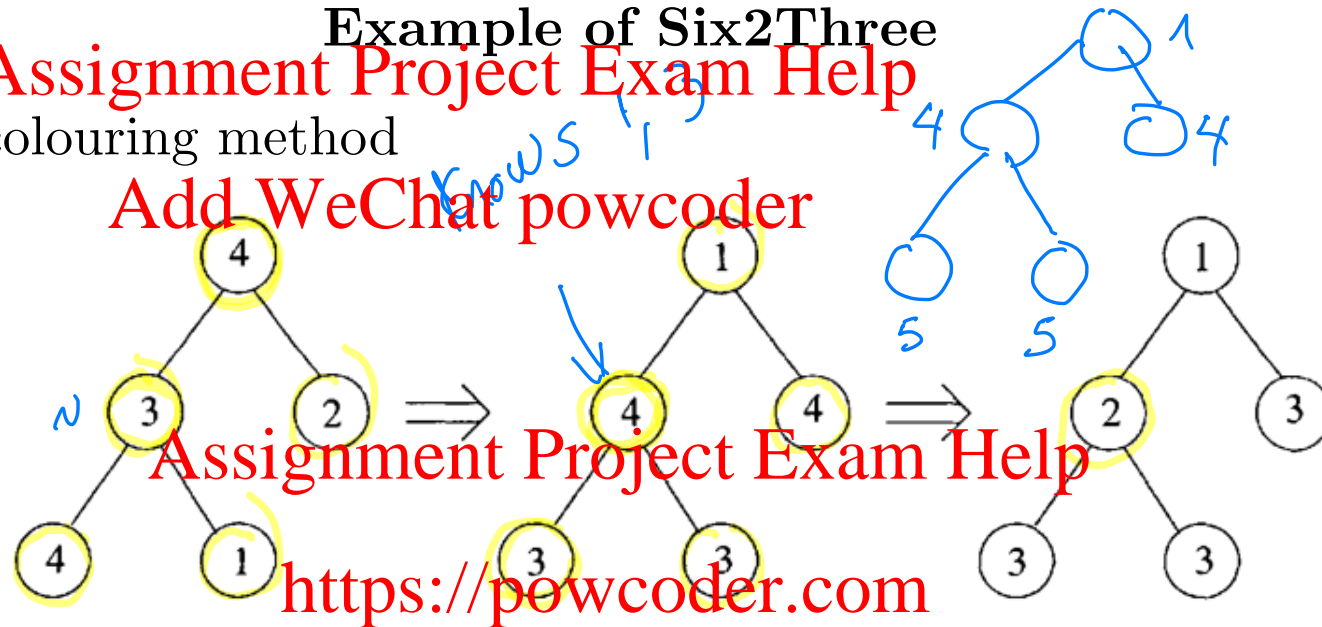 Example of Six2Three
1
Assignment Project Exam Help
4
4
colouring method
knows 1, 3
Add WeChat powcoder
4
1
1
5
5
N
3
2
4
4
2
3
Assignment Project Exam Help
4
1
3
3
3
3
https://powcoder.com